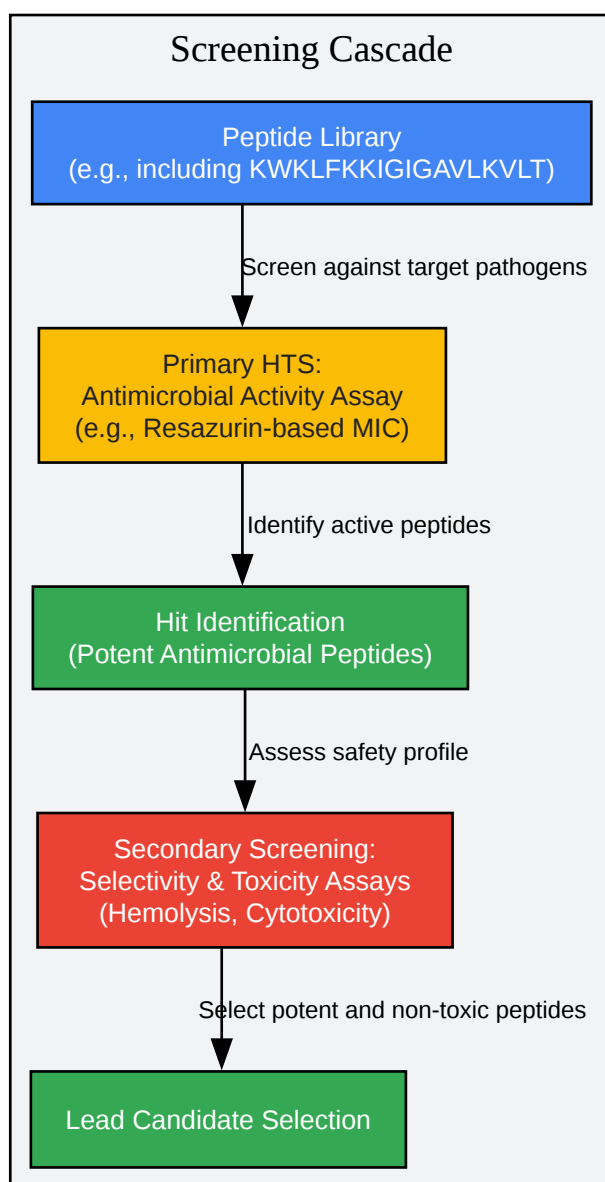 Screening Cascade
Peptide Library
(e.g., including KWKLFKKIGIGAVLKVLT)
Screen against target pathogens
Primary HTS:
Antimicrobial Activity Assay
(e.g., Resazurin-based MIC)
Identify active peptides
Hit Identification
(Potent Antimicrobial Peptides)
Assess safety profile
Secondary Screening:
Selectivity & Toxicity Assays
(Hemolysis, Cytotoxicity)
Select potent and non-toxic peptides
Lead Candidate Selection